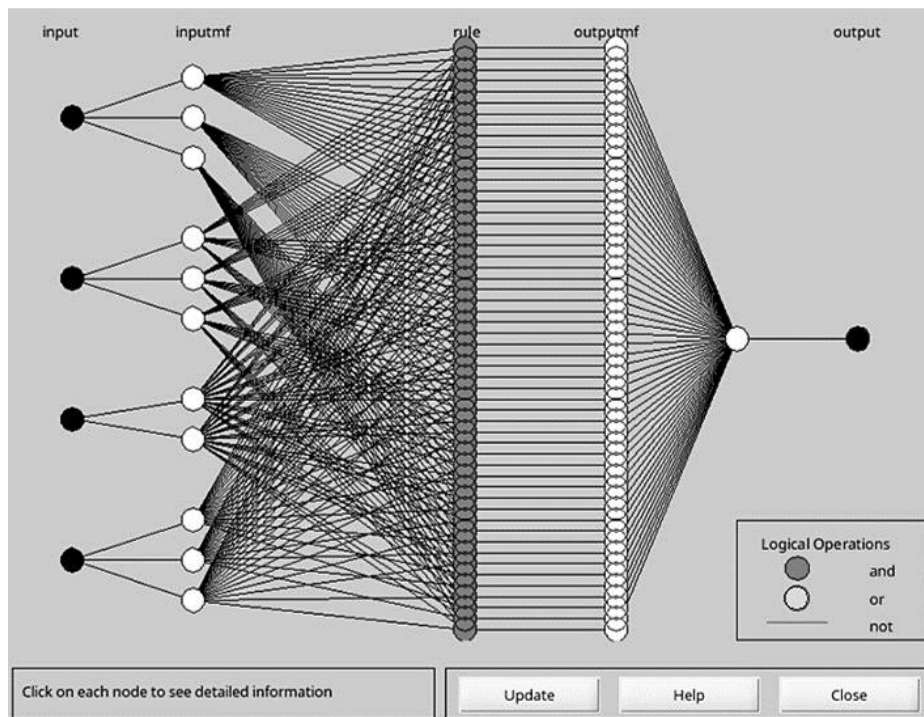 input
inputmf
rule
outputmf
output
Logical Operations
and
or
not
Click on each node to see detailed information
Update
Help
Close